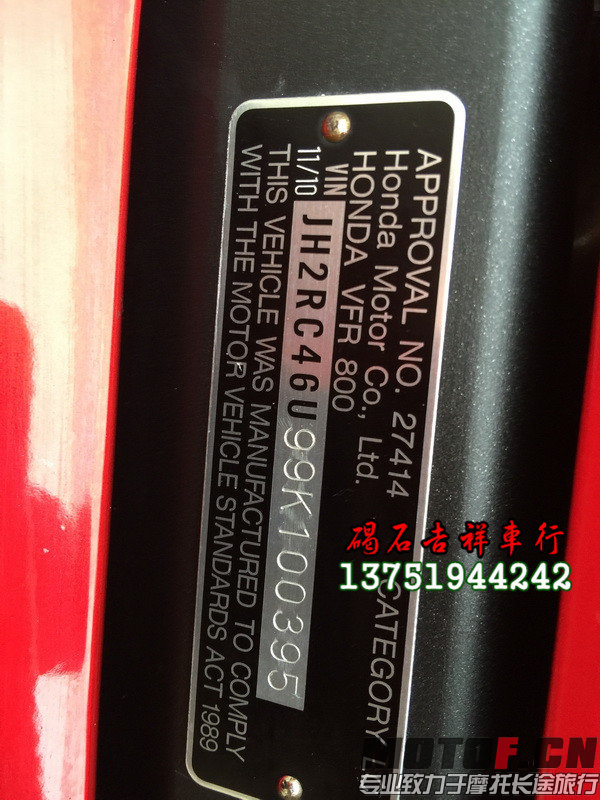 APPROVAL NO. 27414 CATEGORY L
Honda Motor Co., Ltd.
HONDA VFR 800
VIN
11/10 JH2RC46U99K100395
THIS VEHICLE WAS MANUFACTURED TO COMPLY
WITH THE MOTOR VEHICLE STANDARDS ACT 1989
碣石吉祥車行
13751944242
MOTOF.CN
专业致力于摩托长途旅行